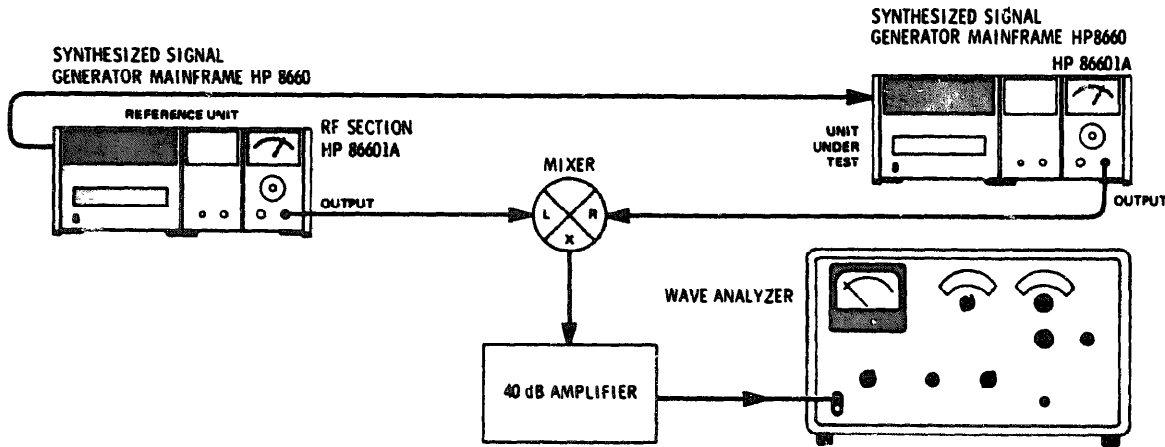 SYNTHESIZED SIGNAL
GENERATOR MAINFRAME HP 8660
REFERENCE UNIT
RF SECTION
HP 86601A
OUTPUT
MIXER
L
R
X
SYNTHESIZED SIGNAL
GENERATOR MAINFRAME HP8660
HP 86601A
UNIT
UNDER
TEST
OUTPUT
WAVE ANALYZER
40 dB AMPLIFIER